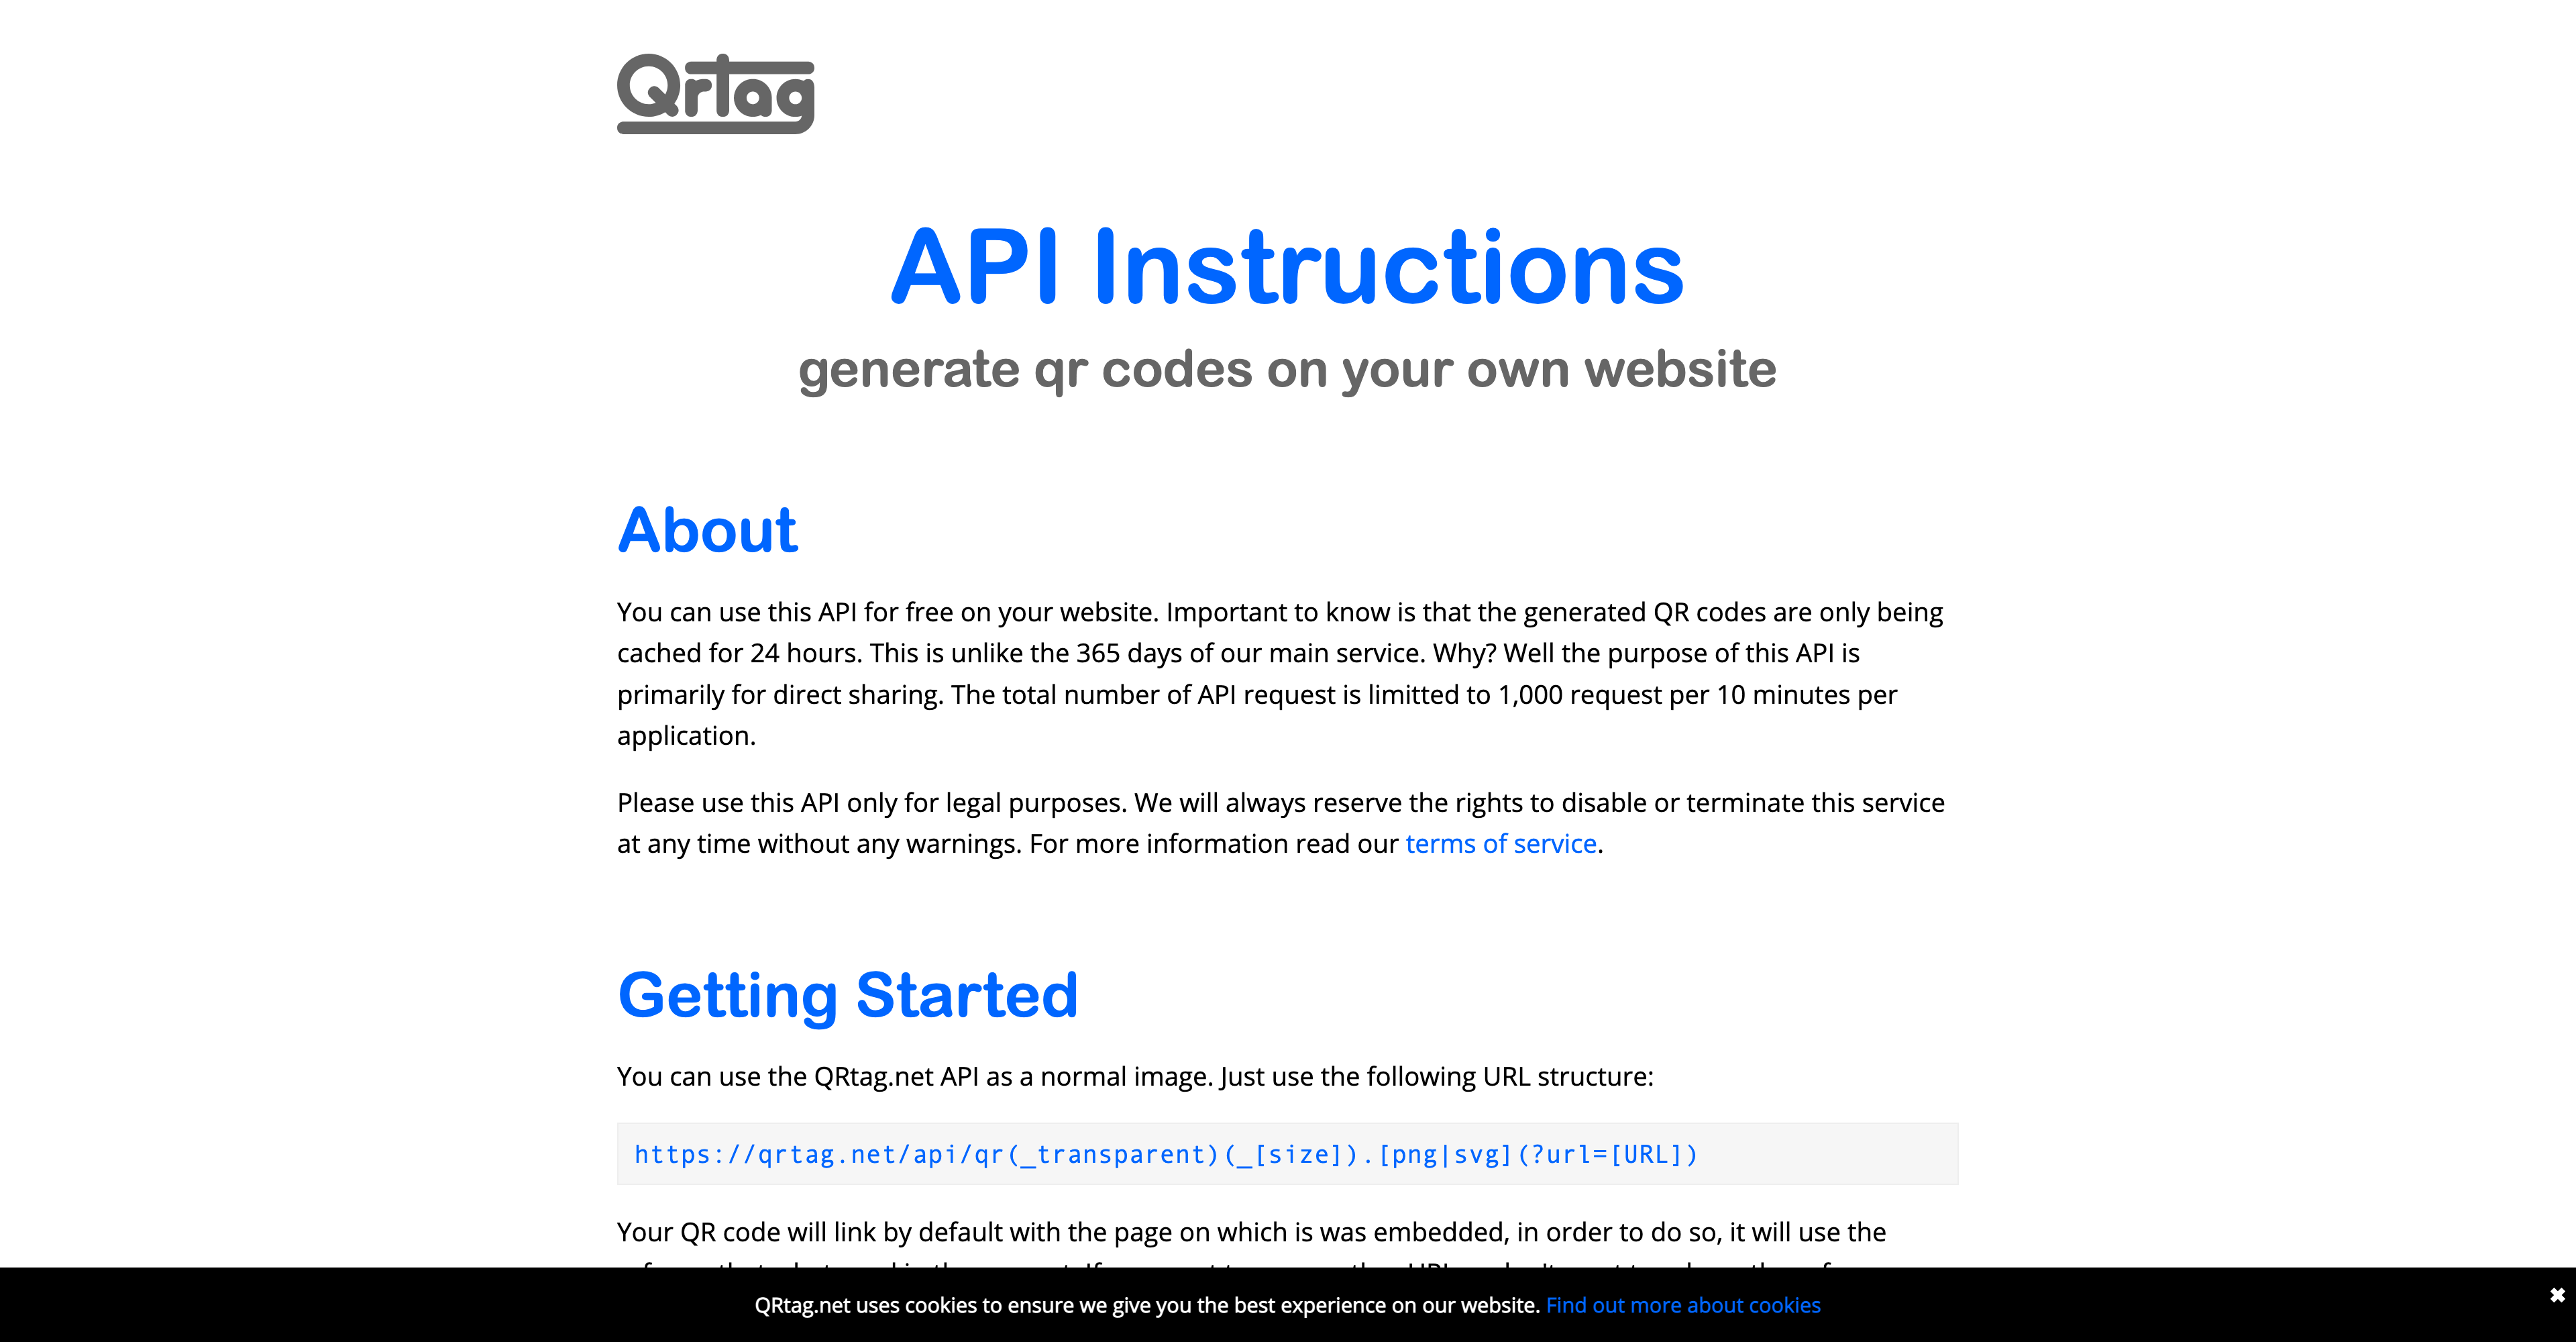 Qrtag
API Instructions
generate qr codes on your own website
About
You can use this API for free on your website. Important to know is that the generated QR codes are only being
cached for 24 hours. This is unlike the 365 days of our main service. Why? Well the purpose of this API is
primarily for direct sharing. The total number of API request is limitted to 1,000 request per 10 minutes per
application.
Please use this API only for legal purposes. We will always reserve the rights to disable or terminate this service
at any time without any warnings. For more information read our terms of service.
Getting Started
You can use the QRtag.net API as a normal image. Just use the following URL structure:
https://qrtag.net/api/qr(_transparent)(_[size]).[png|svg](?url=[URL])
Your QR code will link by default with the page on which is was embedded, in order to do so, it will use the
QRtag.net uses cookies to ensure we give you the best experience on our website. Find out more about cookies
✖